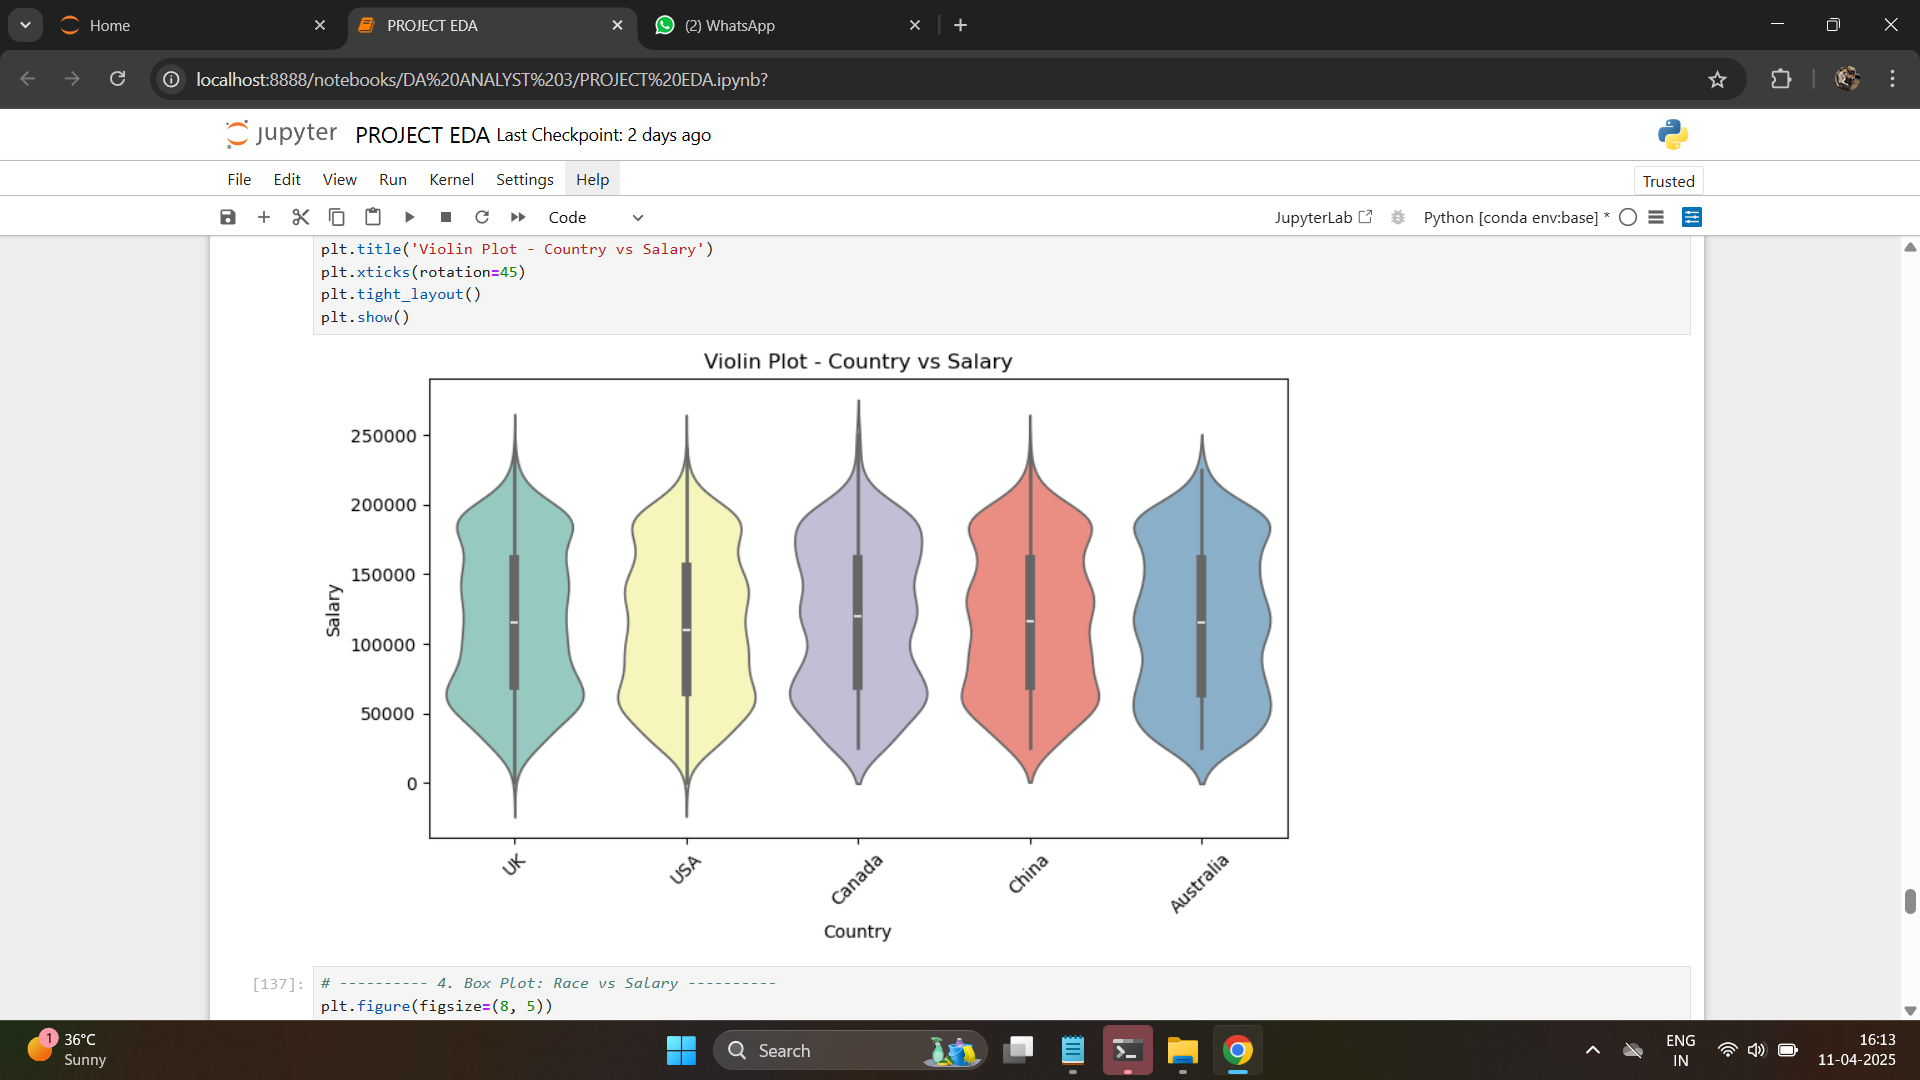 Home
PROJECT EDA
(2) WhatsApp
localhost:8888/notebooks/DA%20ANALYST%203/PROJECT%20EDA.ipynb?
jupyter PROJECT EDA Last Checkpoint: 2 days ago
File Edit View Run Kernel Settings Help
Trusted
Code
JupyterLab
Python [conda env:base] *
plt.title('Violin Plot - Country vs Salary')
plt.xticks(rotation=45)
plt.tight_layout()
plt.show()
Violin Plot - Country vs Salary
250000
200000
150000
100000
50000
0
Salary
UK
USA
Canada
China
Australia
Country
[137]:
# ---------- 4. Box Plot: Race vs Salary ----------
plt.figure(figsize=(8, 5))
1
36°C
Sunny
Search
ENG
IN
16:13
11-04-2025